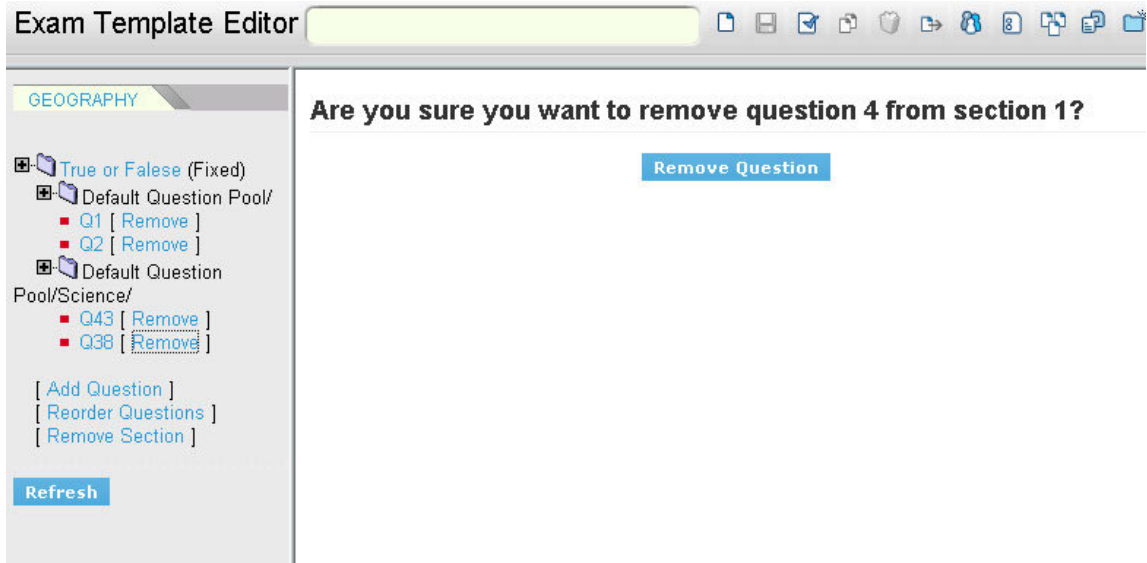 Exam Template Editor
GEOGRAPHY
True or Falese (Fixed)
Default Question Pool/
Q1 [ Remove ]
Q2 [ Remove ]
Default Question
Pool/Science/
Q43 [ Remove ]
Q38 [ Remove ]
[ Add Question ]
[ Reorder Questions ]
[ Remove Section ]
Refresh
Are you sure you want to remove question 4 from section 1?
Remove Question